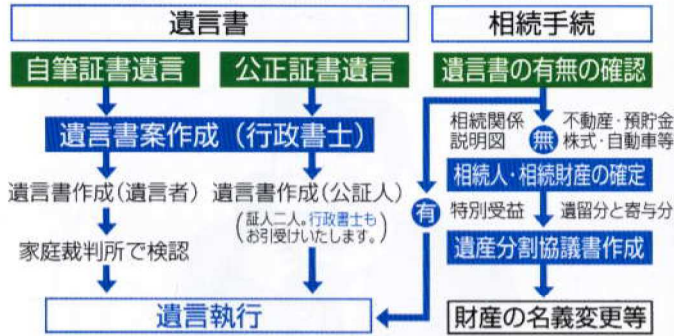 遺言書
自筆証書遺言
公正証書遺言
遺言書案作成（行政書士）
遺言書作成(遺言者)
遺言書作成(公証人)
(証人二人。行政書士も
お引受けいたします。)
家庭裁判所で検認
遺言執行
相続手続
遺言書の有無の確認
相続関係
説明図
無
不動産・預貯金
株式・自動車等
相続人・相続財産の確定
有
特別受益
遺留分と寄与分
遺産分割協議書作成
財産の名義変更等